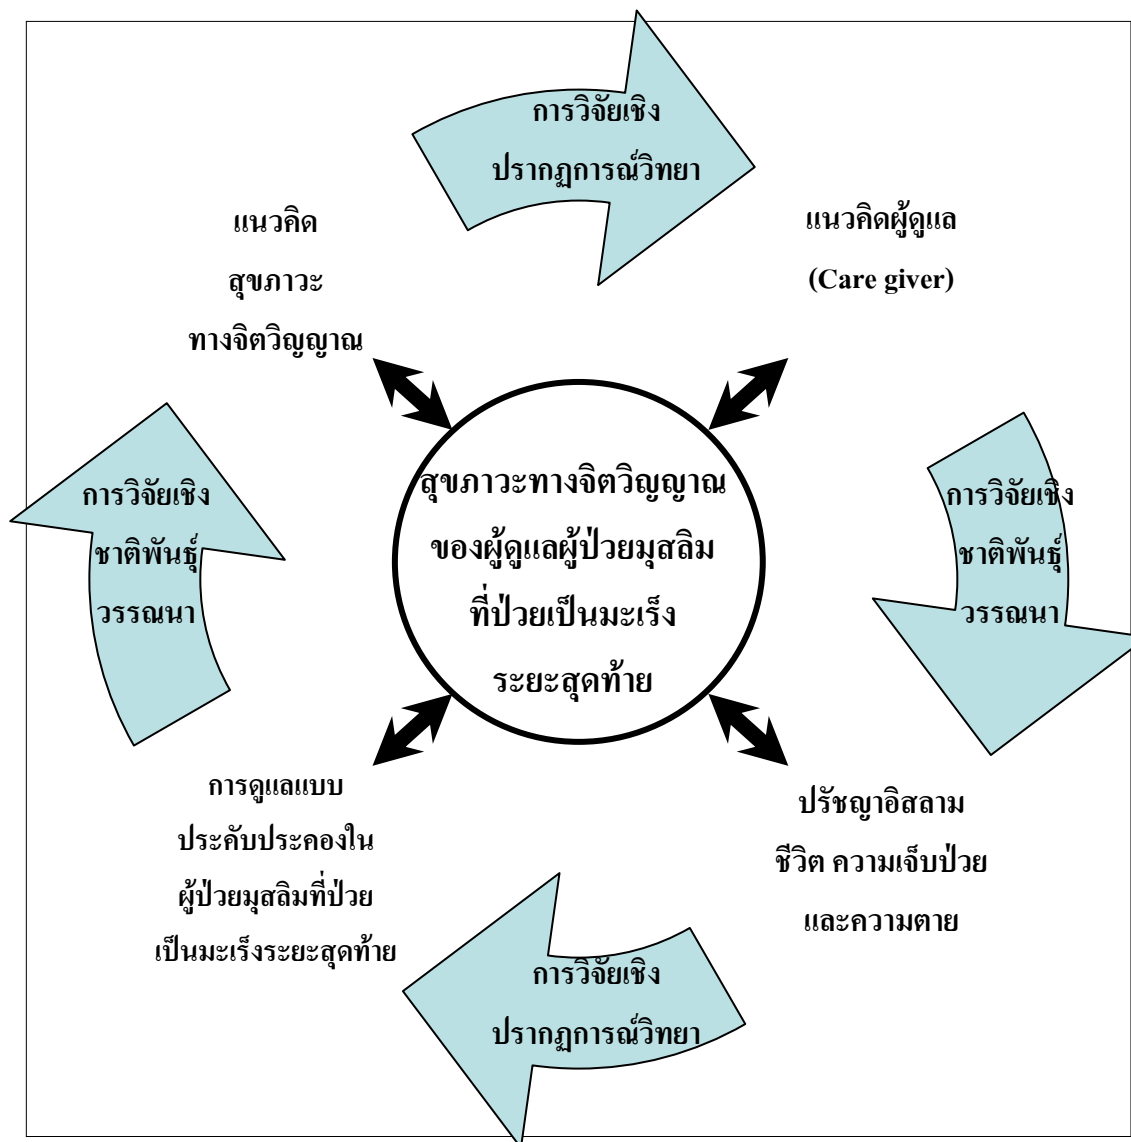 การวิจัยเชิง
ปรากฏการณ์วิทยา
แนวคิด
สุขภาวะ
ทางจิตวิญญาณ
แนวคิดผู้ดูแล
(Care giver)
การวิจัยเชิง
ชาติพันธุ์
วรรณนา
สุขภาวะทางจิตวิญญาณ
ของผู้ดูแลผู้ป่วยมุสลิม
ที่ป่วยเป็นมะเร็ง
ระยะสุดท้าย
การวิจัยเชิง
ชาติพันธุ์
วรรณนา
การดูแลแบบ
ประคับประคองใน
ผู้ป่วยมุสลิมที่ป่วย
เป็นมะเร็งระยะสุดท้าย
ปรัชญาอิสลาม
ชีวิต ความเจ็บป่วย
และความตาย
การวิจัยเชิง
ปรากฏการณ์วิทยา